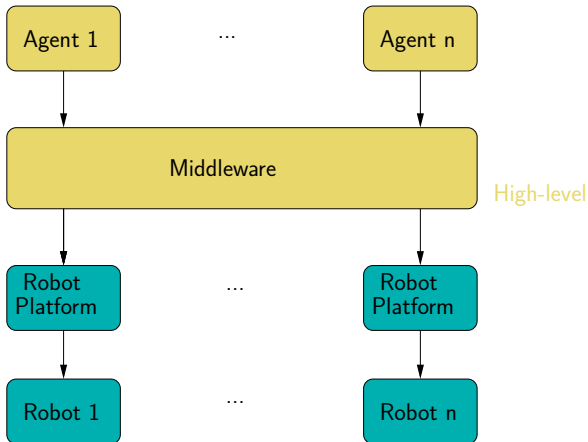 Agent 1 ... Agent n
Middleware
High-level
Robot ... Robot
Platform Platform
Robot 1 ... Robot n